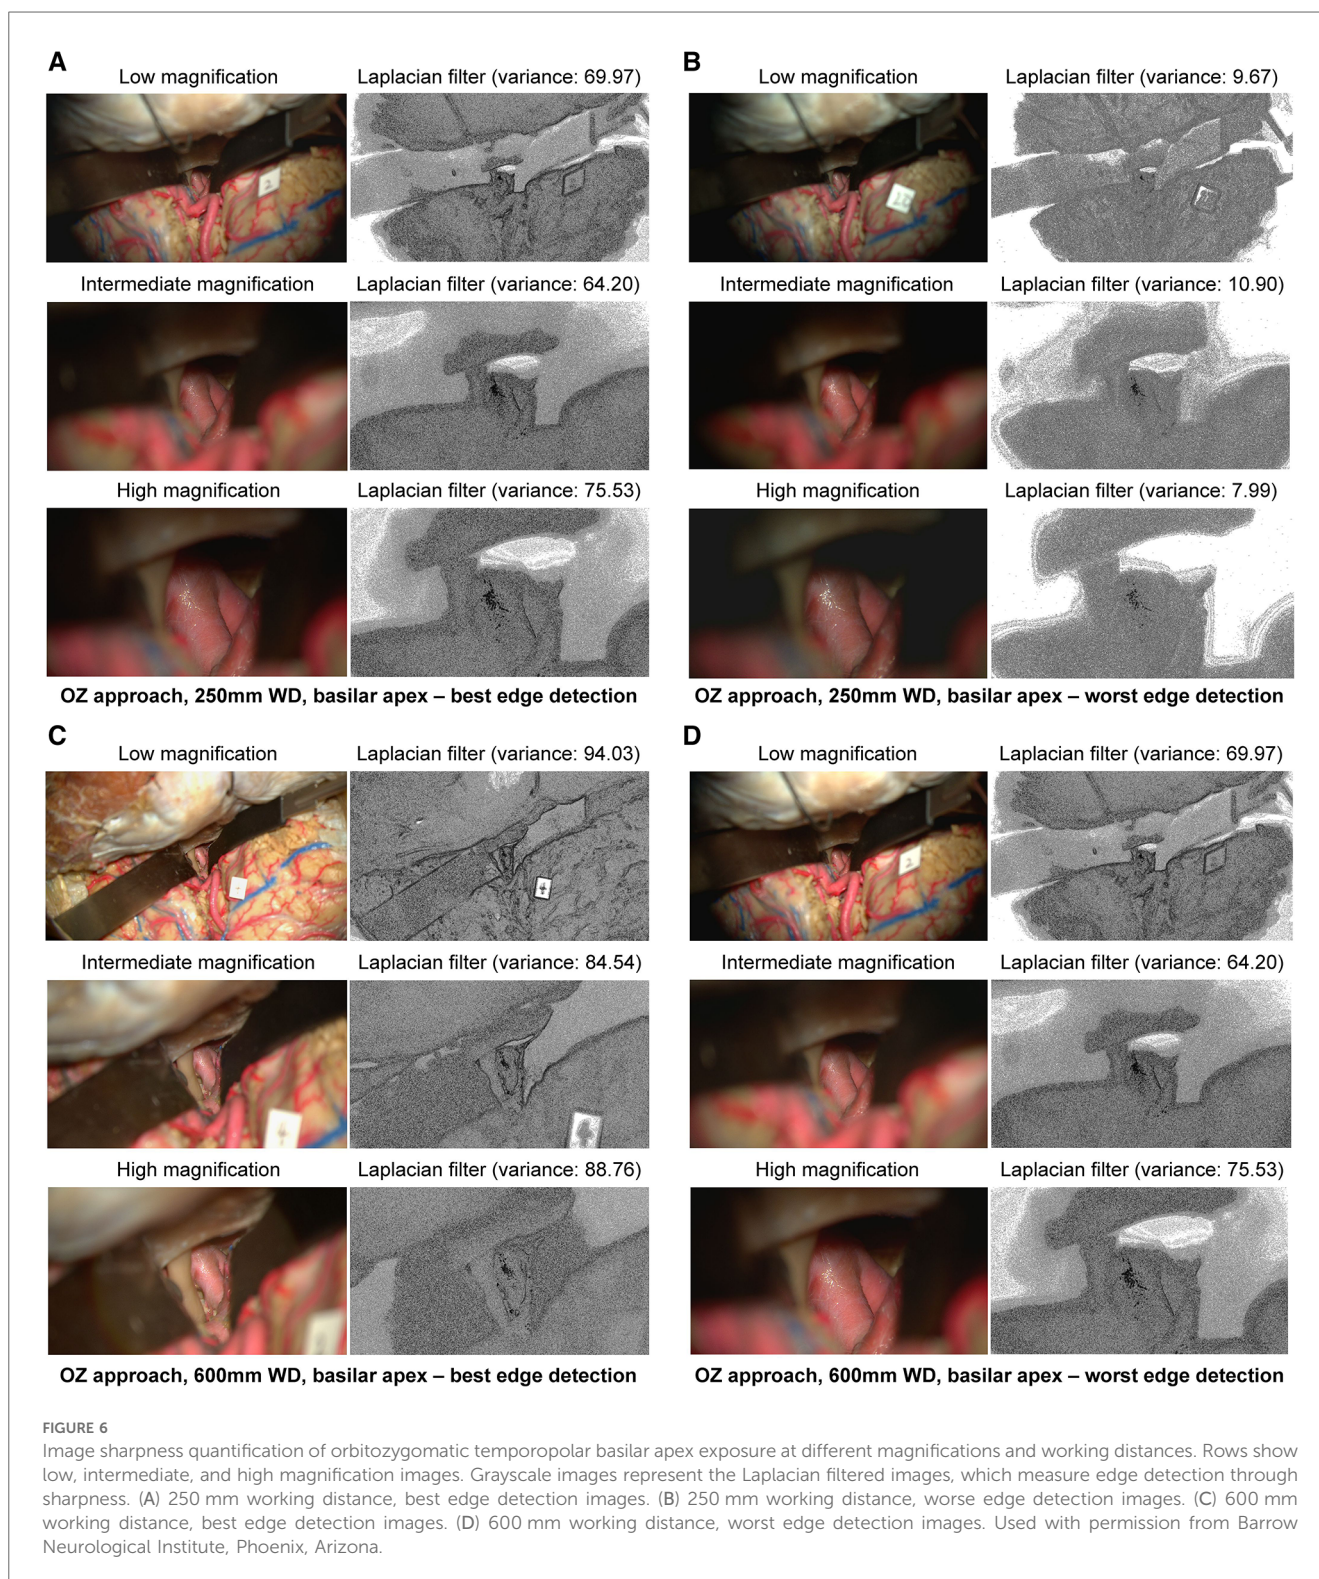 A
Low magnification
Laplacian filter (variance: 69.97)
Intermediate magnification
Laplacian filter (variance: 64.20)
High magnification
Laplacian filter (variance: 75.53)
OZ approach, 250mm WD, basilar apex – best edge detection
B
Low magnification
Laplacian filter (variance: 9.67)
Intermediate magnification
Laplacian filter (variance: 10.90)
High magnification
Laplacian filter (variance: 7.99)
OZ approach, 250mm WD, basilar apex – worst edge detection
C
Low magnification
Laplacian filter (variance: 94.03)
Intermediate magnification
Laplacian filter (variance: 84.54)
High magnification
Laplacian filter (variance: 88.76)
OZ approach, 600mm WD, basilar apex – best edge detection
D
Low magnification
Laplacian filter (variance: 69.97)
Intermediate magnification
Laplacian filter (variance: 64.20)
High magnification
Laplacian filter (variance: 75.53)
OZ approach, 600mm WD, basilar apex – worst edge detection
FIGURE 6
Image sharpness quantification of orbitozygomatic temporopolar basilar apex exposure at different magnifications and working distances. Rows show
low, intermediate, and high magnification images. Grayscale images represent the Laplacian filtered images, which measure edge detection through
sharpness. (A) 250 mm working distance, best edge detection images. (B) 250 mm working distance, worse edge detection images. (C) 600 mm
working distance, best edge detection images. (D) 600 mm working distance, worst edge detection images. Used with permission from Barrow
Neurological Institute, Phoenix, Arizona.